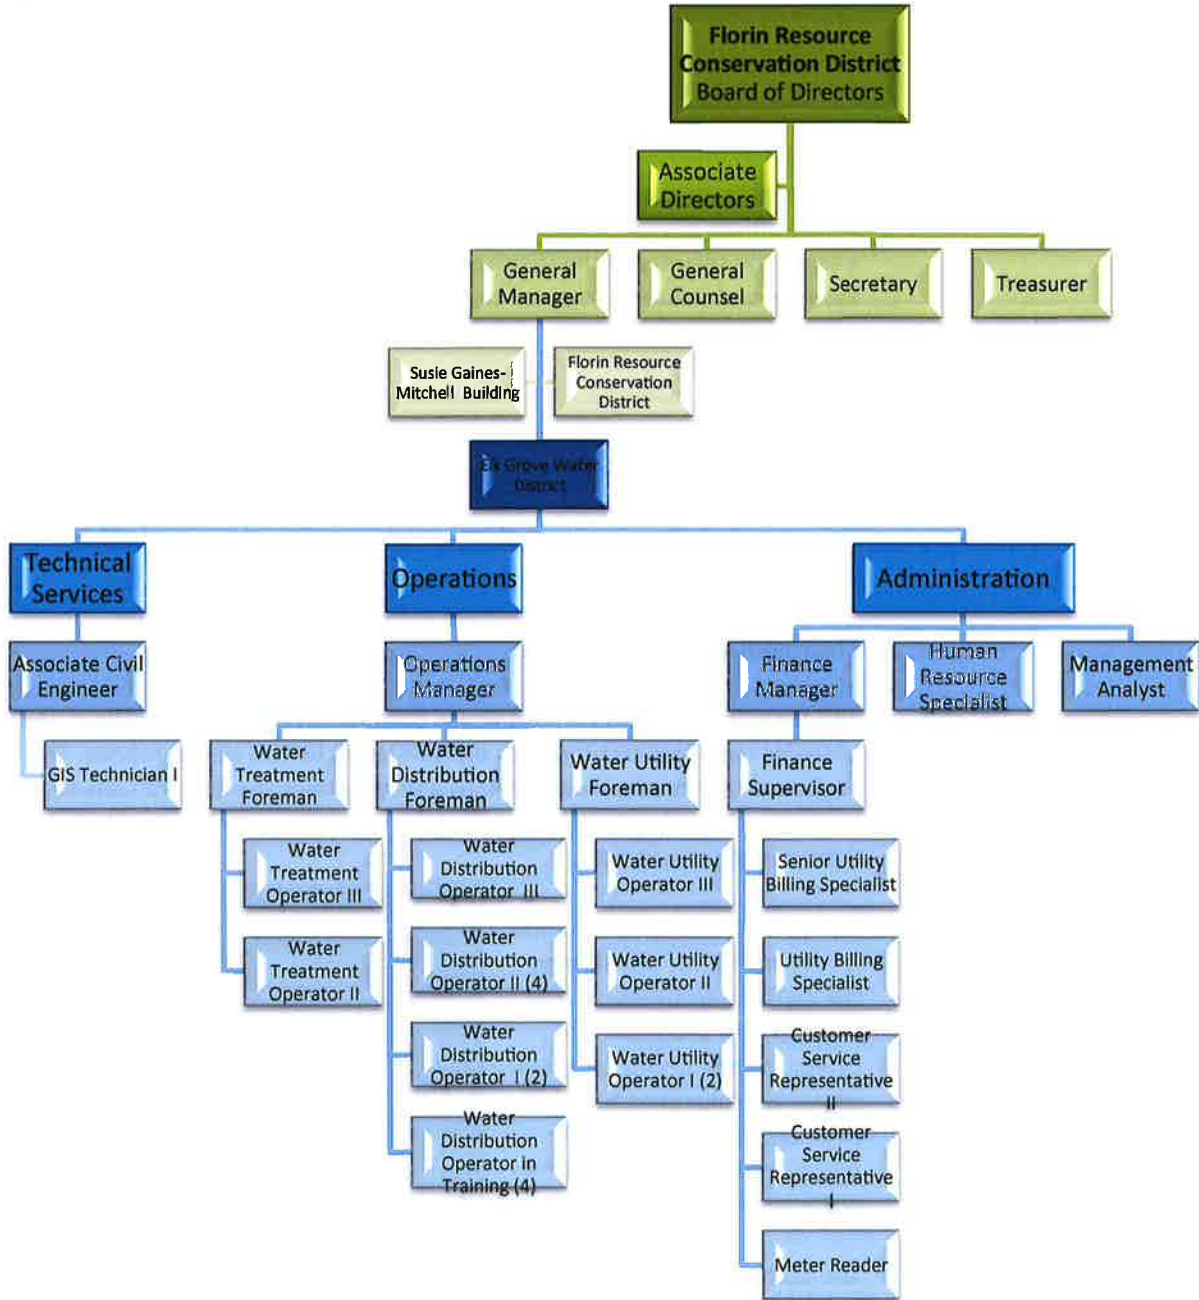 Florin Resource
Conservation District
Board of Directors
Associate
Directors
General
Manager
General
Counsel
Secretary
Treasurer
Susie Gaines-
Mitchell Building
Florin Resource
Conservation
District
Elk Grove Water
District
Technical
Services
Operations
Administration
Associate Civil
Engineer
Operations
Manager
Finance
Manager
Human
Resource
Specialist
Management
Analyst
GIS Technician I
Water
Treatment
Foreman
Water
Distribution
Foreman
Water Utility
Foreman
Finance
Supervisor
Water
Treatment
Operator III
Water
Distribution
Operator III
Water Utility
Operator III
Senior Utility
Billing Specialist
Water
Treatment
Operator II
Water
Distribution
Operator II (4)
Water Utility
Operator II
Utility Billing
Specialist
Water
Distribution
Operator I (2)
Water Utility
Operator I (2)
Customer
Service
Representative
II
Water
Distribution
Operator In
Training (4)
Customer
Service
Representative
I
Meter Reader